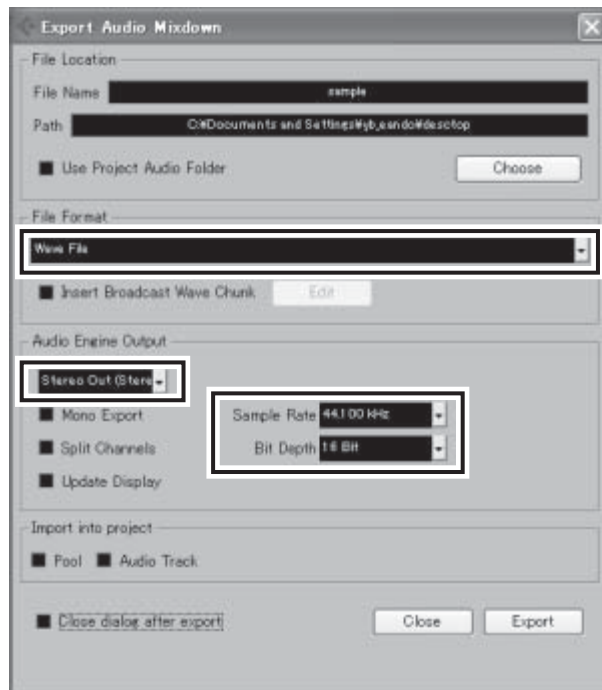 Export Audio Mixdown
File Location
File Name sample
Path C:¥Documents and Settings¥yb_eando¥desctop
Use Project Audio Folder Choose
File Format
Wave File
Insert Broadcast Wave Chunk Edit
Audio Engine Output
Stereo Out (Stere
Mono Export Sample Rate 44.100 kHz
Split Channels Bit Depth 16 Bit
Update Display
Import into project
Pool Audio Track
Close dialog after export Close Export